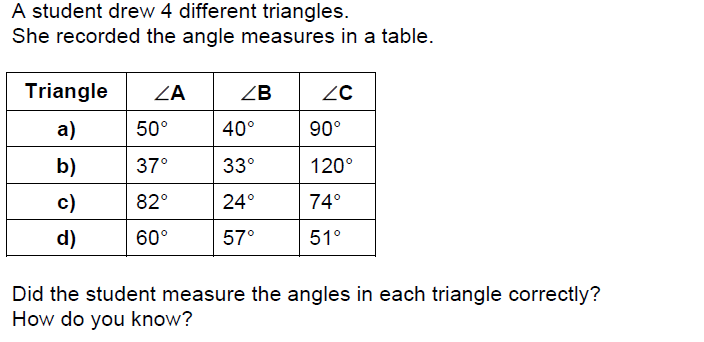 A student drew 4 different triangles.
She recorded the angle measures in a table.
Triangle ∠A ∠B ∠C
a) 50° 40° 90°
b) 37° 33° 120°
c) 82° 24° 74°
d) 60° 57° 51°
Did the student measure the angles in each triangle correctly?
How do you know?